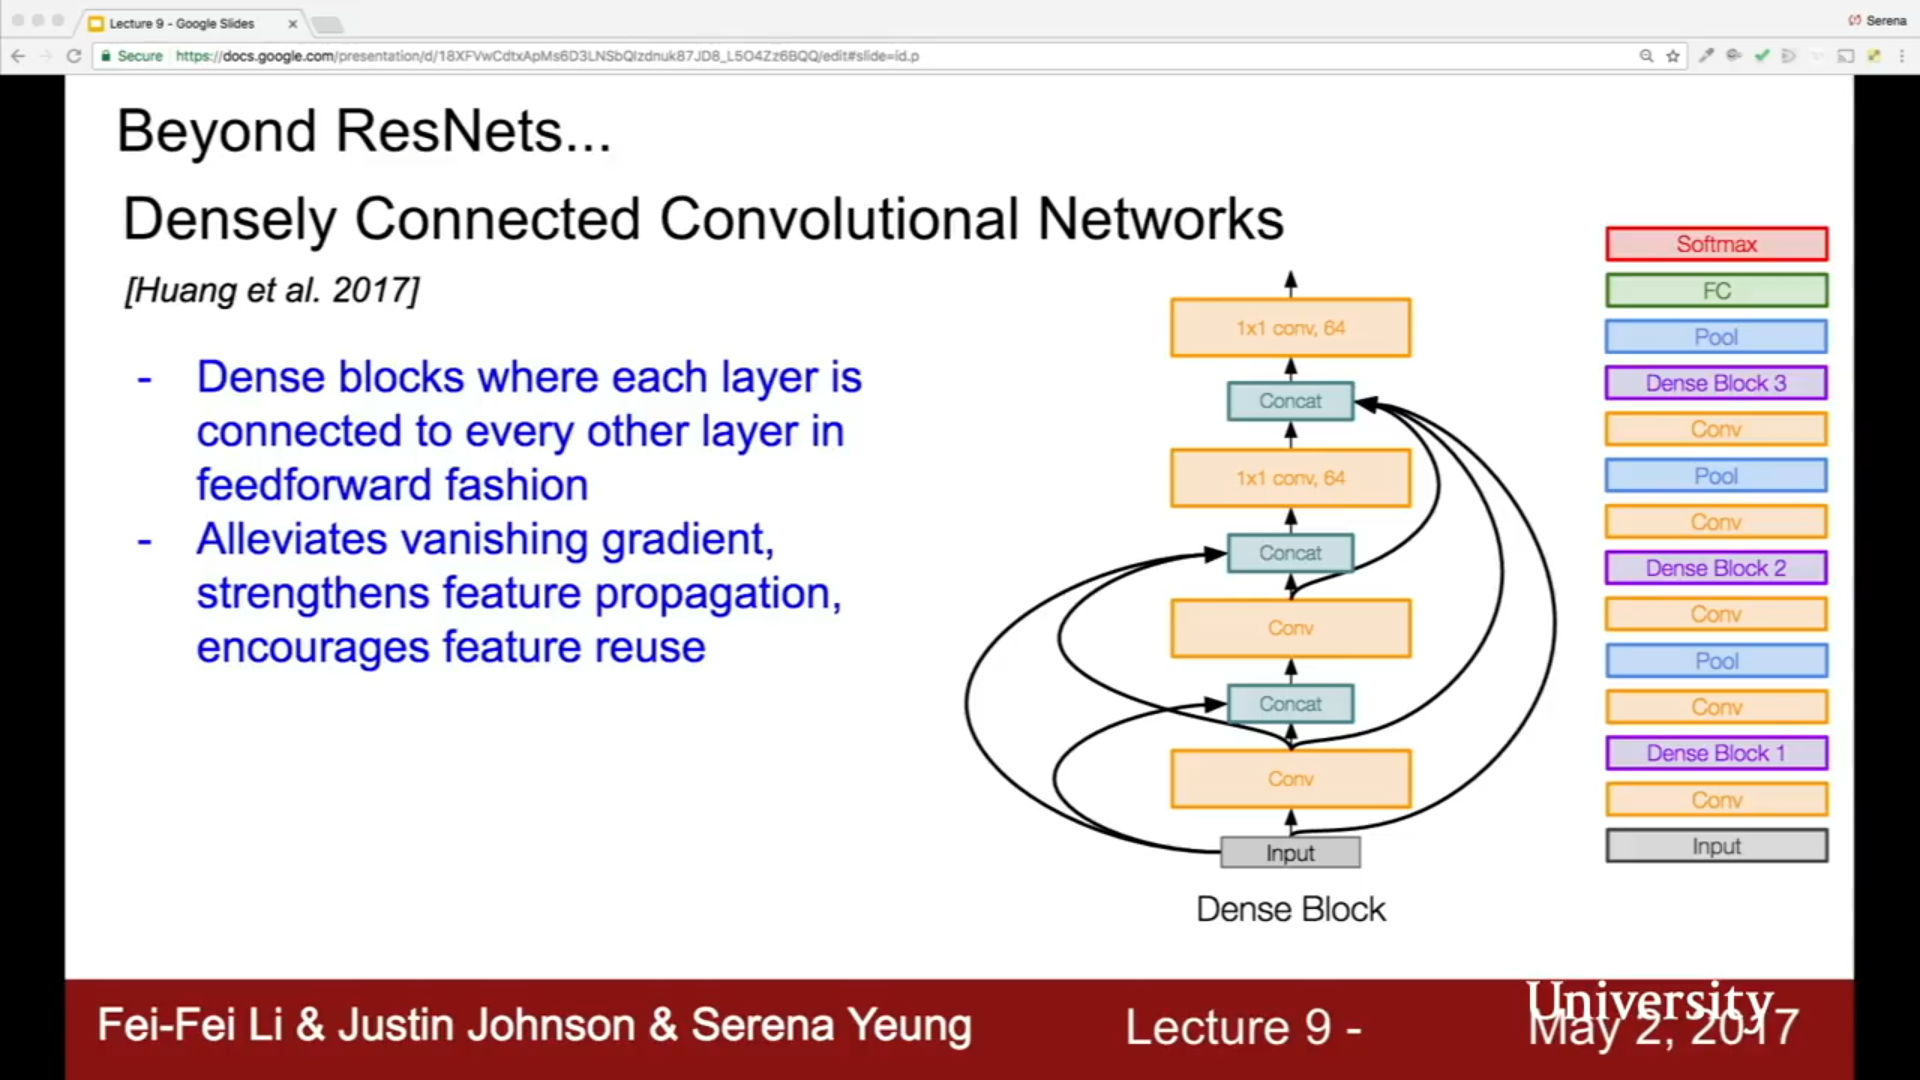 Lecture 9 - Google Slides
Serena
Secure https://docs.google.com/presentation/d/18XFVwCdtxApMs6D3LNSbQIzdnuk87JD8_L5O4Zz6BQQ/edit#slide=id.p
Beyond ResNets...
Densely Connected Convolutional Networks
[Huang et al. 2017]
- Dense blocks where each layer is
connected to every other layer in
feedforward fashion
- Alleviates vanishing gradient,
strengthens feature propagation,
encourages feature reuse
1x1 conv, 64
Concat
1x1 conv, 64
Concat
Conv
Concat
Conv
Input
Dense Block
Softmax
FC
Pool
Dense Block 3
Conv
Pool
Conv
Dense Block 2
Conv
Pool
Conv
Dense Block 1
Conv
Input
Fei-Fei Li & Justin Johnson & Serena Yeung
Lecture 9 -
University
May 2, 2017